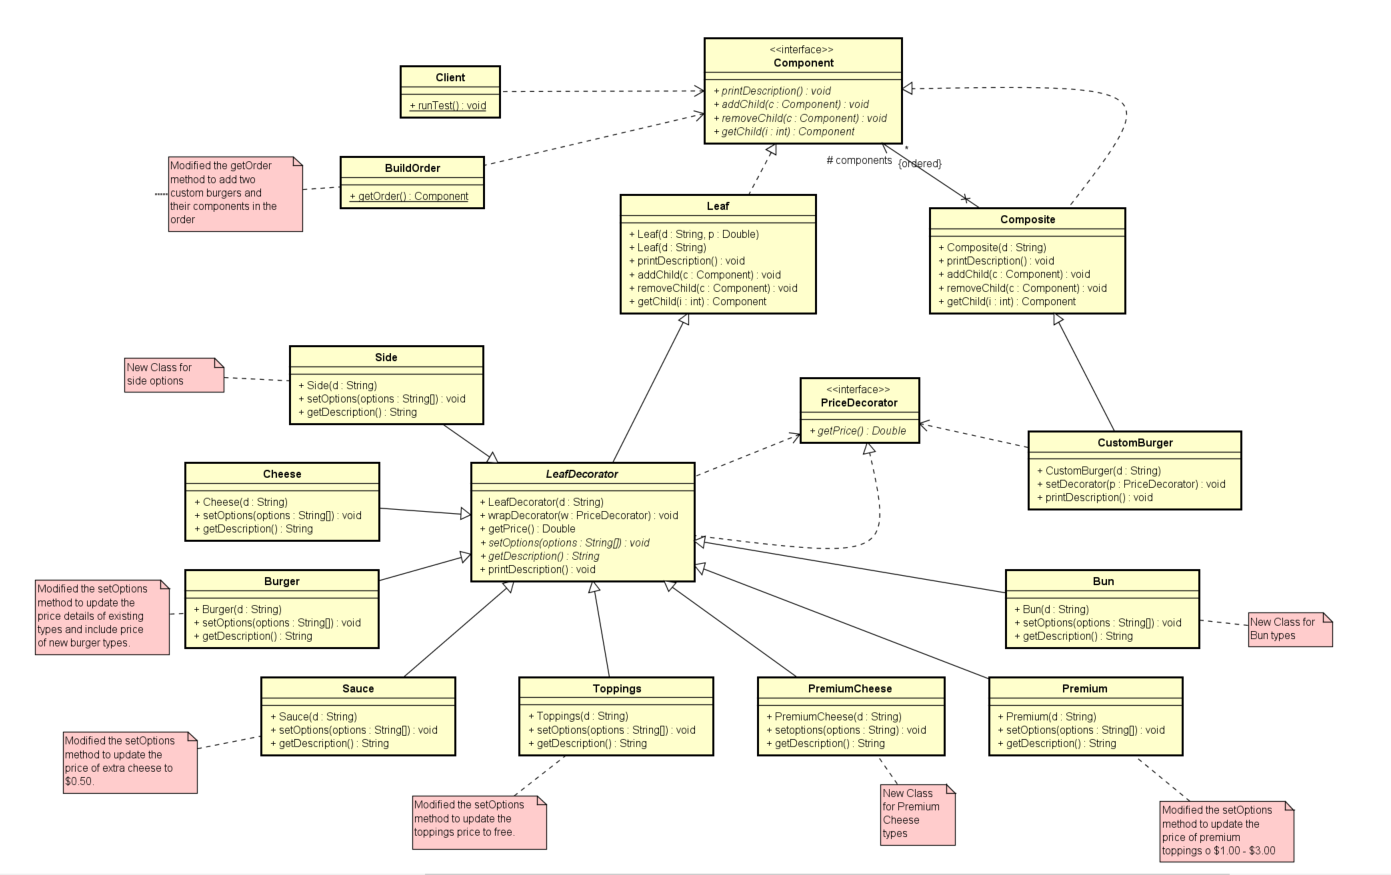 <<interface>>
Component
+ printDescription() : void
+ addChild(c : Component) : void
+ removeChild(c : Component) : void
+ getChild(i : int) : Component
Client
+ runTest() : void
BuildOrder
+ getOrder() : Component
Modified the getOrder
method to add two
custom burgers and
their components in the
order
# components
*
{ordered}
Leaf
+ Leaf(d : String, p : Double)
+ Leaf(d : String)
+ printDescription() : void
+ addChild(c : Component) : void
+ removeChild(c : Component) : void
+ getChild(i : int) : Component
Composite
+ Composite(d : String)
+ printDescription() : void
+ addChild(c : Component) : void
+ removeChild(c : Component) : void
+ getChild(i : int) : Component
New Class for
side options
Side
+ Side(d : String)
+ setOptions(options : String[]) : void
+ getDescription() : String
<<interface>>
PriceDecorator
+ getPrice() : Double
CustomBurger
+ CustomBurger(d : String)
+ setDecorator(p : PriceDecorator) : void
+ printDescription() : void
Cheese
+ Cheese(d : String)
+ setOptions(options : String[]) : void
+ getDescription() : String
LeafDecorator
+ LeafDecorator(d : String)
+ wrapDecorator(w : PriceDecorator) : void
+ getPrice() : Double
+ setOptions(options : String[]) : void
+ getDescription() : String
+ printDescription() : void
Modified the setOptions
method to update the
price details of existing
types and include price
of new burger types.
Burger
+ Burger(d : String)
+ setOptions(options : String[]) : void
+ getDescription() : String
Bun
+ Bun(d : String)
+ setOptions(options : String[]) : void
+ getDescription() : String
New Class for
Bun types
Sauce
+ Sauce(d : String)
+ setOptions(options : String[]) : void
+ getDescription() : String
Toppings
+ Toppings(d : String)
+ setOptions(options : String[]) : void
+ getDescription() : String
PremiumCheese
+ PremiumCheese(d : String)
+ setoptions(options : String) : void
+ getDescription() : String
Premium
+ Premium(d : String)
+ setOptions(options : String[]) : void
+ getDescription() : String
Modified the setOptions
method to update the
price of extra cheese to
$0.50.
Modified the setOptions
method to update the
toppings price to free.
New Class
for Premium
Cheese
types
Modified the setOptions
method to update the
price of premium
toppings o $1.00 - $3.00